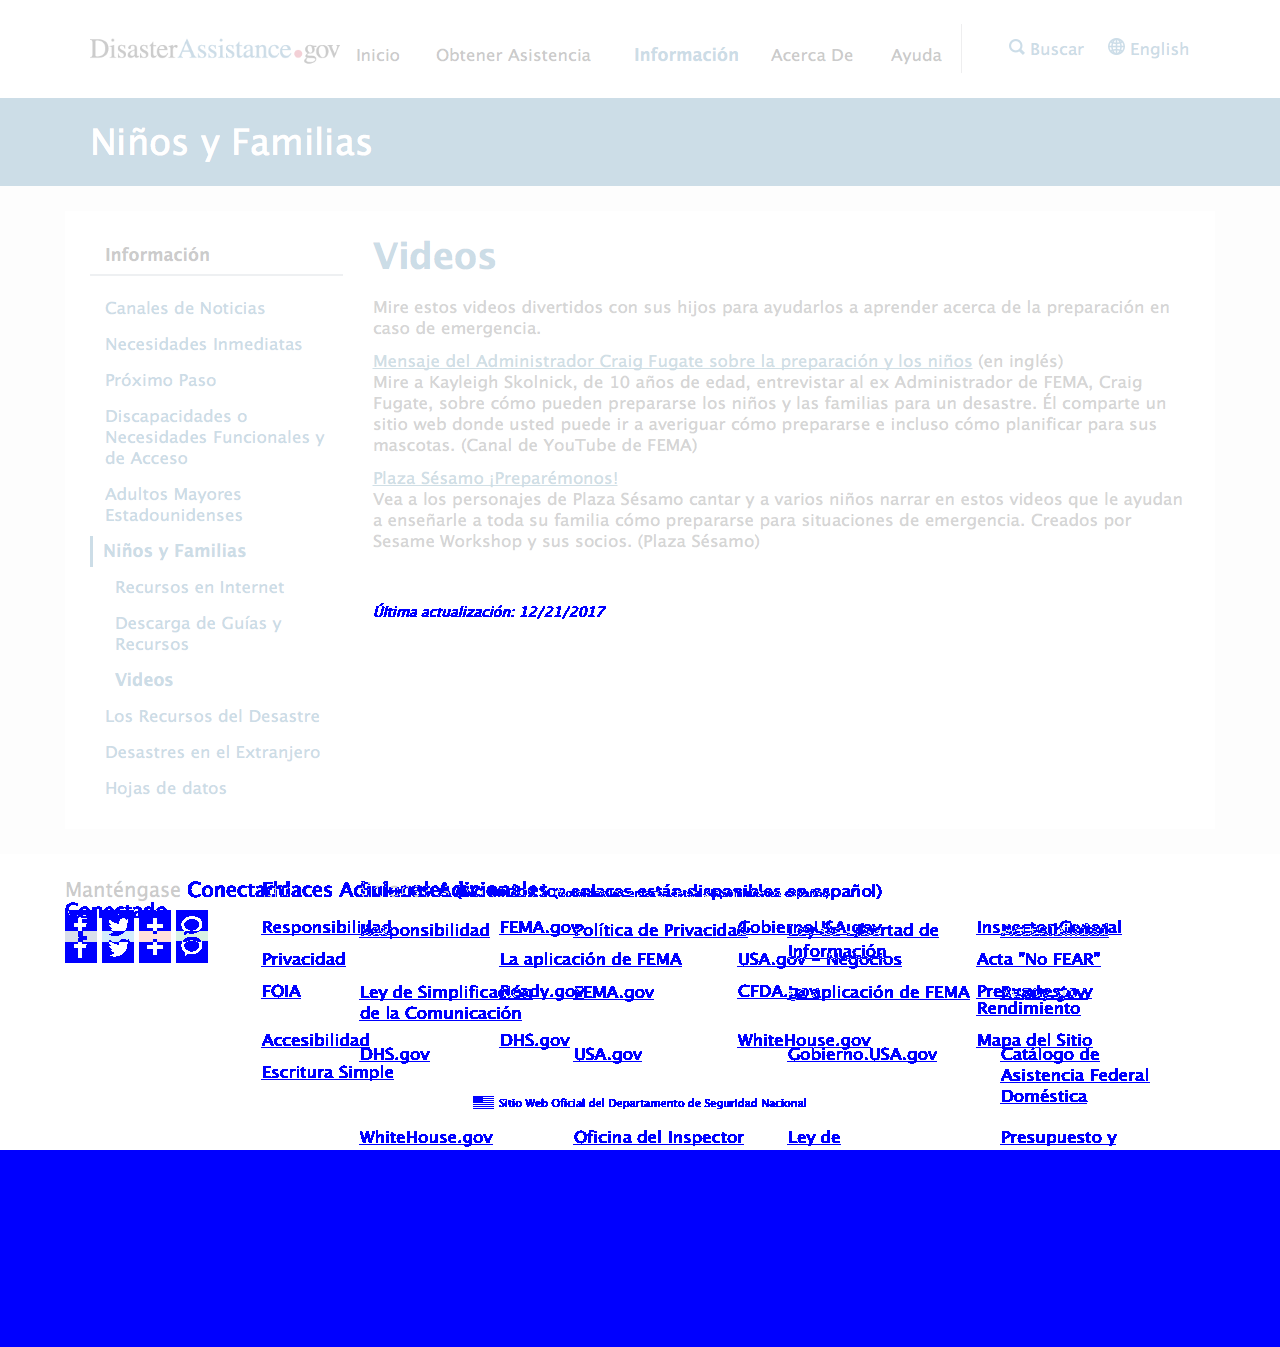 DisasterAssistance.gov Inicio Obtener Asistencia Información Acerca De Ayuda Buscar English
Niños y Familias
Información
Canales de Noticias
Necesidades Inmediatas
Próximo Paso
Discapacidades o
Necesidades Funcionales y
de Acceso
Adultos Mayores
Estadounidenses
Niños y Familias
Recursos en Internet
Descarga de Guías y
Recursos
Videos
Los Recursos del Desastre
Desastres en el Extranjero
Hojas de datos
Videos
Mire estos videos divertidos con sus hijos para ayudarlos a aprender acerca de la preparación en
caso de emergencia.
Mensaje del Administrador Craig Fugate sobre la preparación y los niños (en inglés)
Mire a Kayleigh Skolnick, de 10 años de edad, entrevistar al ex Administrador de FEMA, Craig
Fugate, sobre cómo pueden prepararse los niños y las familias para un desastre. Él comparte un
sitio web donde usted puede ir a averiguar cómo prepararse e incluso cómo planificar para sus
mascotas. (Canal de YouTube de FEMA)
Plaza Sésamo ¡Preparémonos!
Vea a los personajes de Plaza Sésamo cantar y a varios niños narrar en estos videos que le ayudan
a enseñarle a toda su familia cómo prepararse para situaciones de emergencia. Creados por
Sesame Workshop y sus socios. (Plaza Sésamo)
Última actualización: 12/21/2017
Manténgase
Conectado
Enlaces enlaces están disponibles en español)
Responsibilidad Responsibilidad FEMA.gov Política de Privacidad Gobierno.USA.gov Ley de Libertad de Inspector General
Información
Privacidad La aplicación de FEMA USA.gov - Negocios Acta "No FEAR"
FOIA Ley de Simplificación Ready.gov FEMA.gov CFDA.gov La aplicación de FEMA Presupuesto y
de la Comunicación Rendimiento
Accesibilidad DHS.gov WhiteHouse.gov Mapa del Sitio
DHS.gov USA.gov Gobierno.USA.gov Catálogo de
Asistencia Federal
Doméstica
Escritura Simple
Sitio Web Oficial del Departamento de Seguridad Nacional
WhiteHouse.gov Oficina del Inspector Ley de Presupuesto y